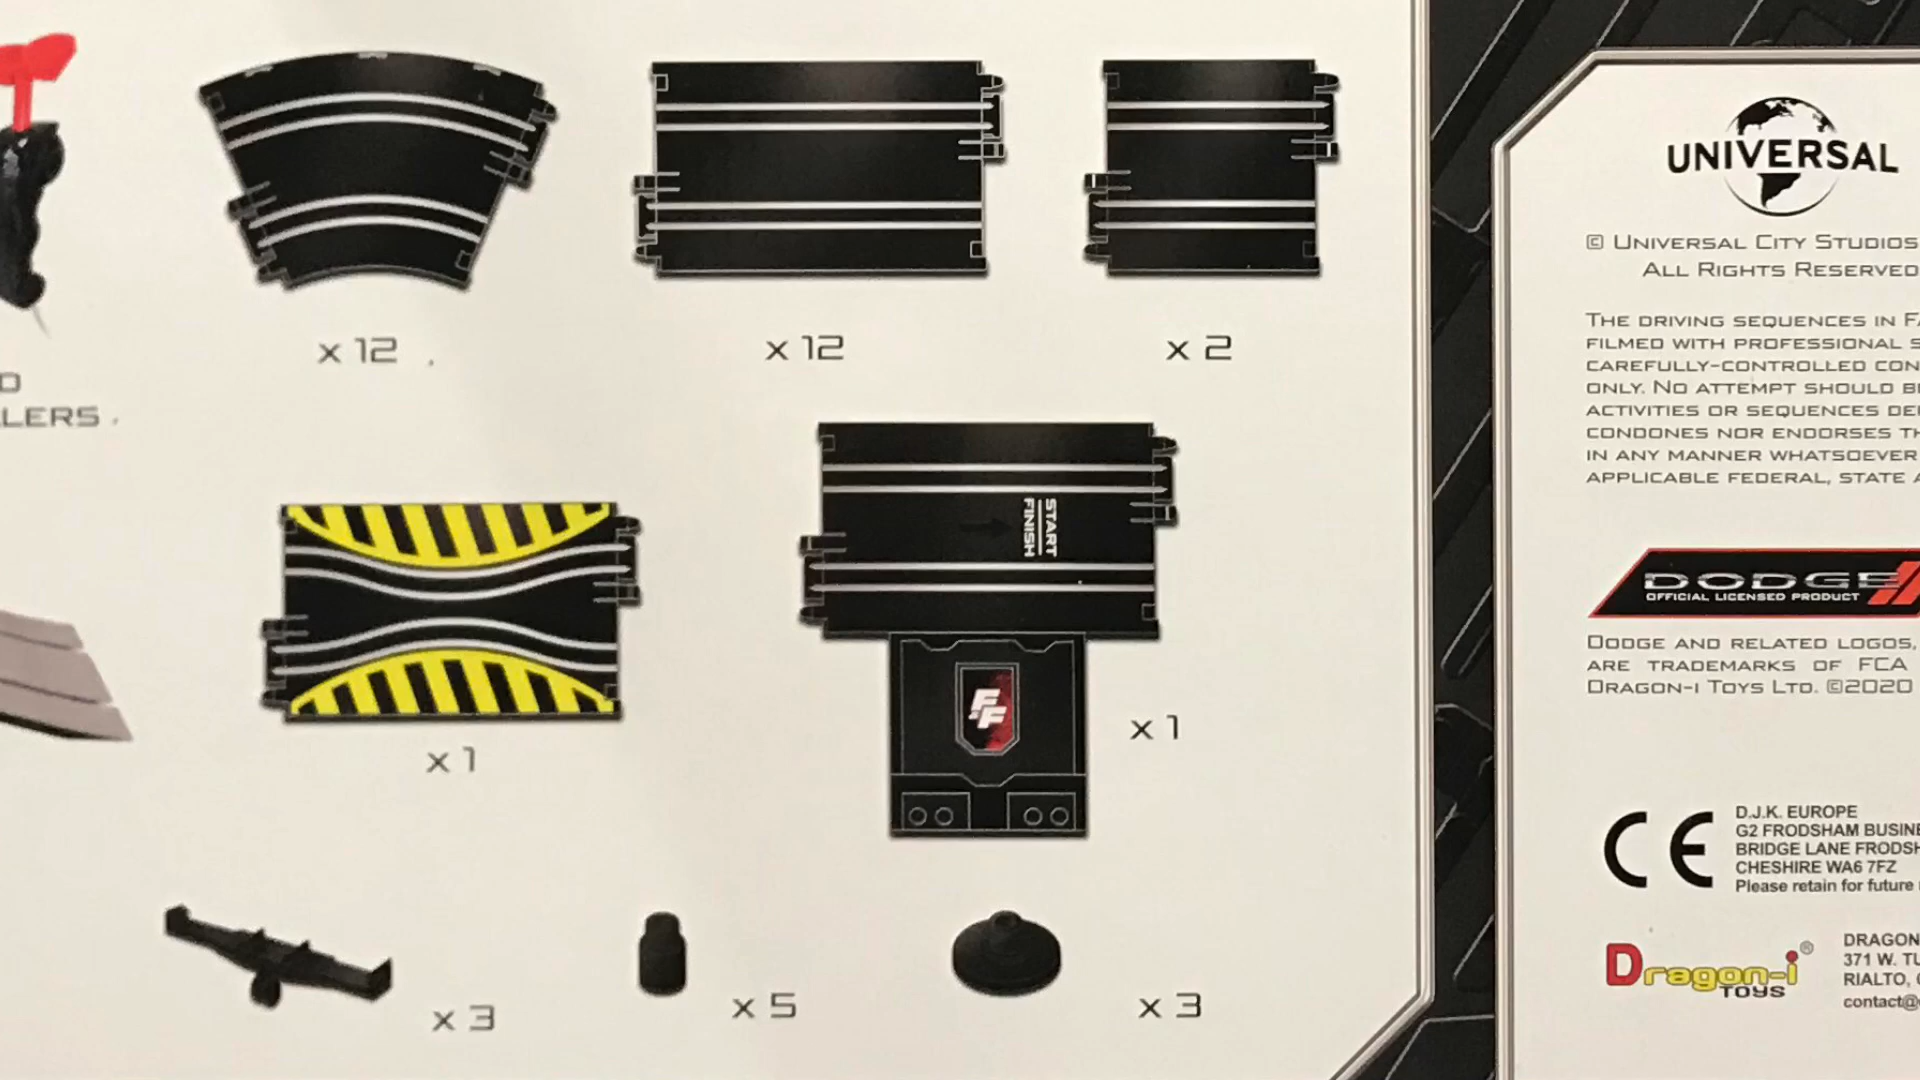 x 12
x 12
x 2
LERS
START
FINISH
x 1
x 1
FF
x 3
x 5
x 3
UNIVERSAL
© UNIVERSAL CITY STUDIOS
ALL RIGHTS RESERVED
THE DRIVING SEQUENCES IN
FILMED WITH PROFESSIONAL
CAREFULLY-CONTROLLED
ONLY. NO ATTEMPT SHOULD
ACTIVITIES OR SEQUENCES
CONDONES NOR ENDORSES
IN ANY MANNER WHATSOEVER
APPLICABLE FEDERAL, STATE
DODGE
OFFICIAL LICENSED PRODUCT
DODGE AND RELATED LOGOS,
ARE TRADEMARKS OF FCA
DRAGON-I TOYS LTD. ©2020
CE
D.J.K. EUROPE
G2 FRODSHAM
BRIDGE LANE
CHESHIRE WA6 7FZ
Please retain for future
Dragon-i®
TOYS
DRAGON
371 W.
RIALTO,
contact@